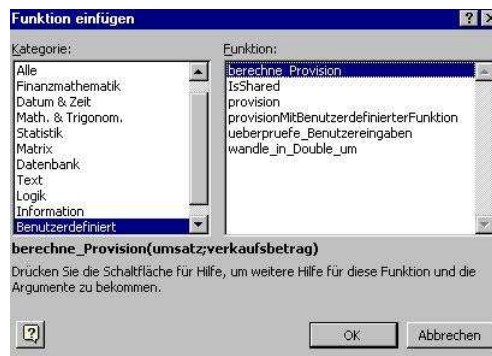 Funktion einfügen
Kategorie:
Alle
Finanzmathematik
Datum & Zeit
Math. & Trigonom.
Statistik
Matrix
Datenbank
Text
Logik
Information
Benutzerdefiniert
Funktion:
berechne_Provision
IsShared
provision
provisionMitBenutzerdefinierterFunktion
ueberpruefe_Benutzereingaben
wandle_in_Double_um
berechne_Provision(umsatz;verkaufsbetrag)
Drücken Sie die Schaltfläche für Hilfe, um weitere Hilfe für diese Funktion und die
Argumente zu bekommen.
OK
Abbrechen